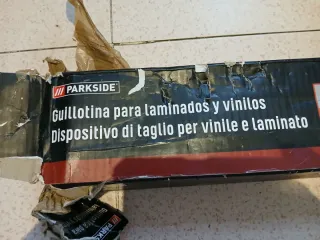 /// PARKSIDE®
Guillotina para laminados y vinilos
Dispositivo di taglio per vinile e laminato